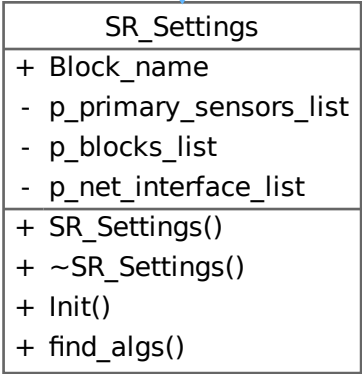 SR_Settings
+ Block_name
- p_primary_sensors_list
- p_blocks_list
- p_net_interface_list
+ SR_Settings()
+ ~SR_Settings()
+ Init()
+ find_algs()